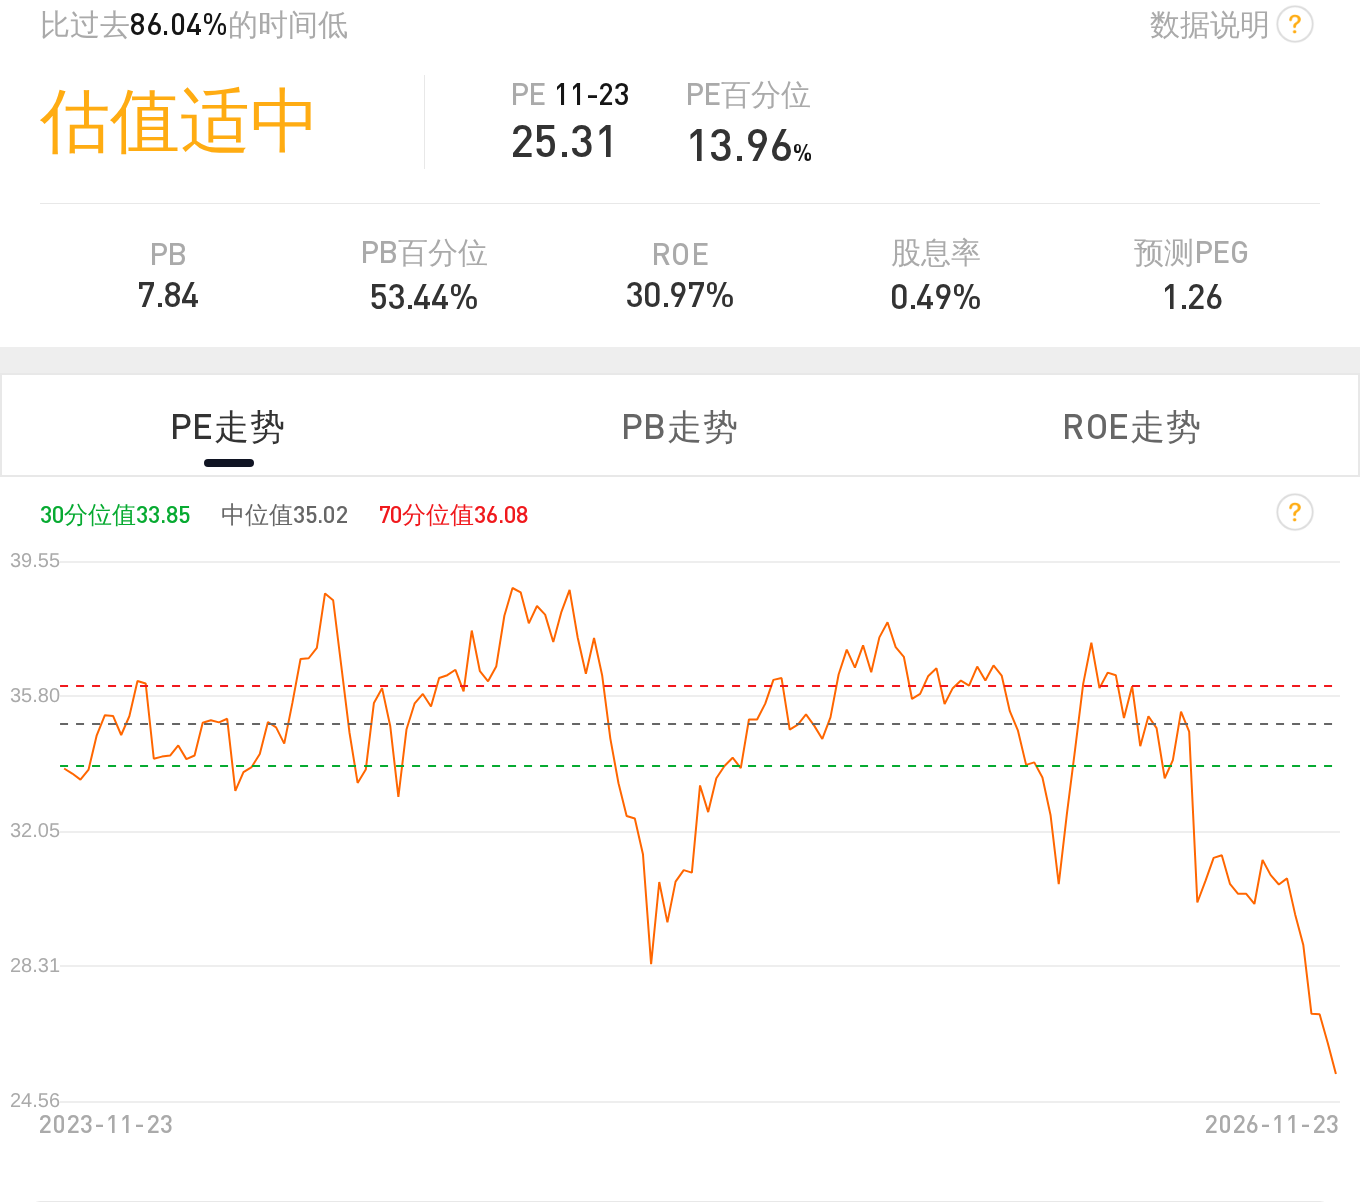 比过去86.04%的时间低 数据说明 ?
估值适中
PE 11-23 PE百分位
25.31 13.96%
PB PB百分位 ROE 股息率 预测PEG
7.84 53.44% 30.97% 0.49% 1.26
PE走势 PB走势 ROE走势
30分位值33.85 中位值35.02 70分位值36.08 ?
39.55
35.80
32.05
28.31
24.56
2023-11-23 2026-11-23